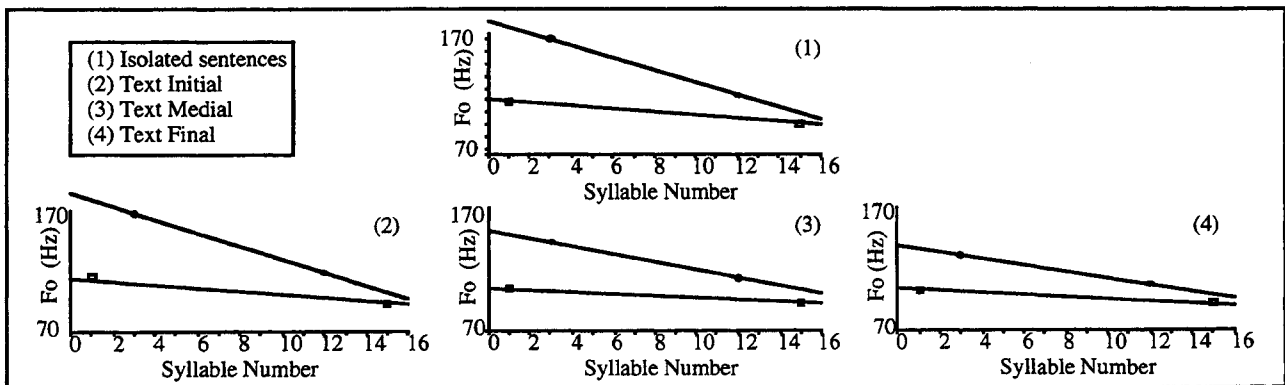 (1) Isolated sentences
(2) Text Initial
(3) Text Medial
(4) Text Final
170
(1)
Fo (Hz)
70
0 2 4 6 8 10 12 14 16
Syllable Number
170
(2)
Fo (Hz)
70
0 2 4 6 8 10 12 14 16
Syllable Number
170
(3)
Fo (Hz)
70
0 2 4 6 8 10 12 14 16
Syllable Number
170
(4)
Fo (Hz)
70
0 2 4 6 8 10 12 14 16
Syllable Number